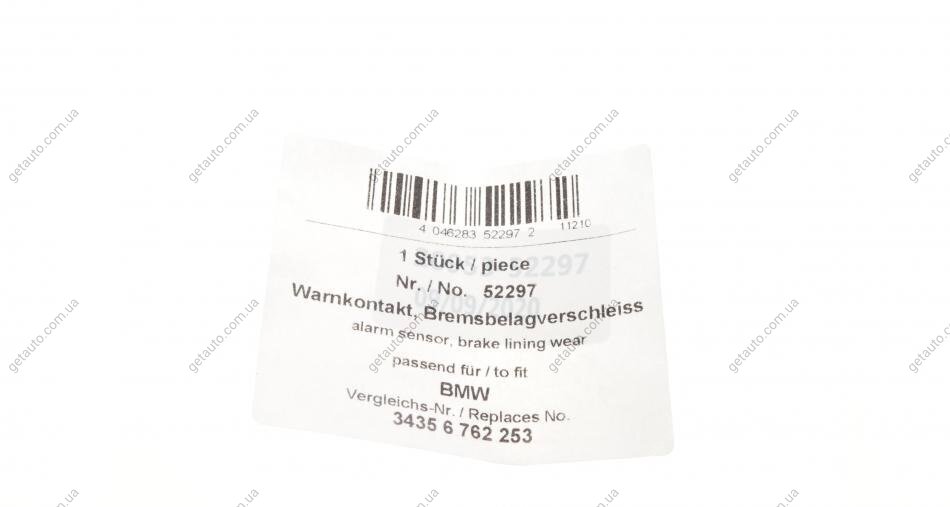 4 046283 52297 2 11210
1 Stück / piece
Nr. / No. 52297
Warnkontakt, Bremsbelagverschleiss
alarm sensor, brake lining wear
passend für / to fit
BMW
Vergleichs-Nr. / Replaces No.
3435 6 762 253
getauto.com.ua